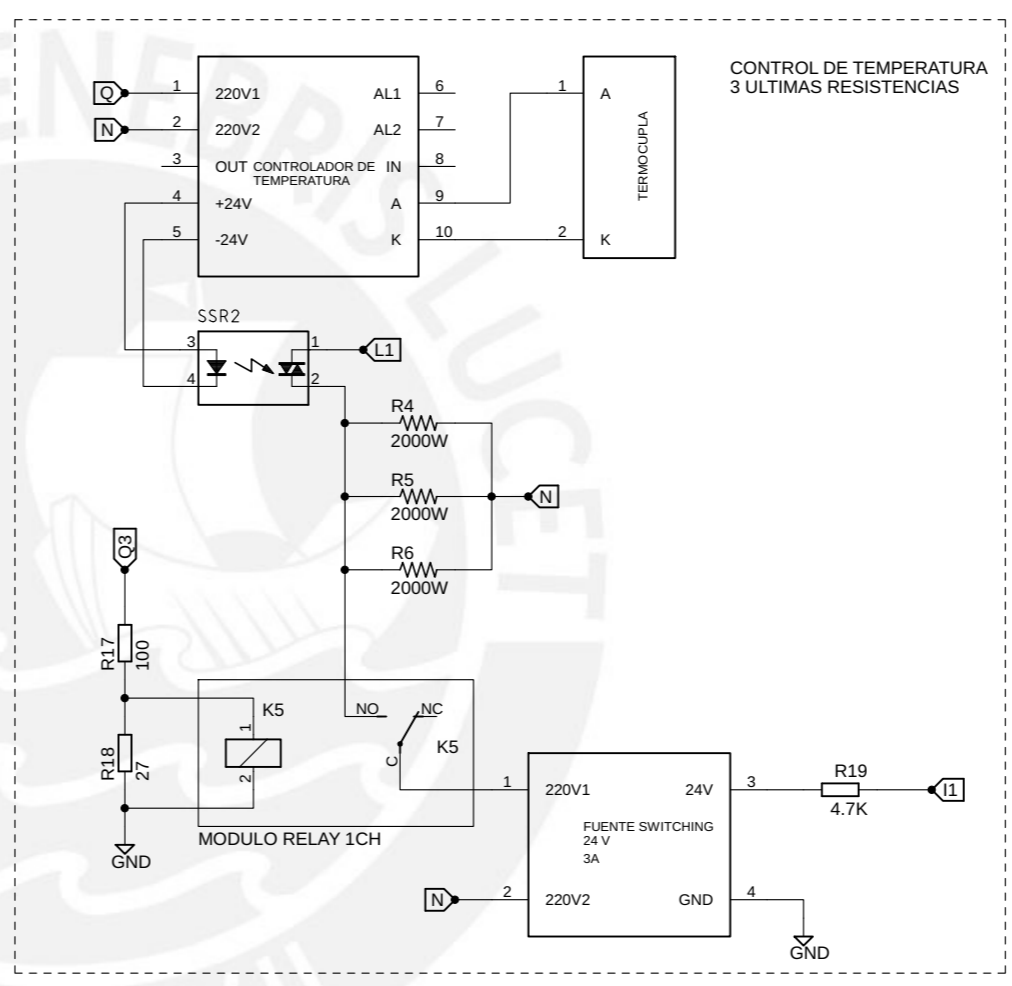 CONTROL DE TEMPERATURA
3 ULTIMAS RESISTENCIAS
Q
1
220V1
AL1
6
1
A
N
2
220V2
AL2
7
3
OUT
CONTROLADOR DE
TEMPERATURA
IN
8
TERMOCUPLA
4
+24V
A
9
5
-24V
K
10
2
K
SSR2
3
1
L1
4
2
R4
2000W
R5
2000W
N
R6
2000W
Q3
R17
100
R18
27
GND
K5
1
2
NO
NC
C
K5
MODULO RELAY 1CH
1
220V1
24V
3
R19
4.7K
I1
FUENTE SWITCHING
24 V
3A
N
2
220V2
GND
4
GND
TENEBRIS LUCET